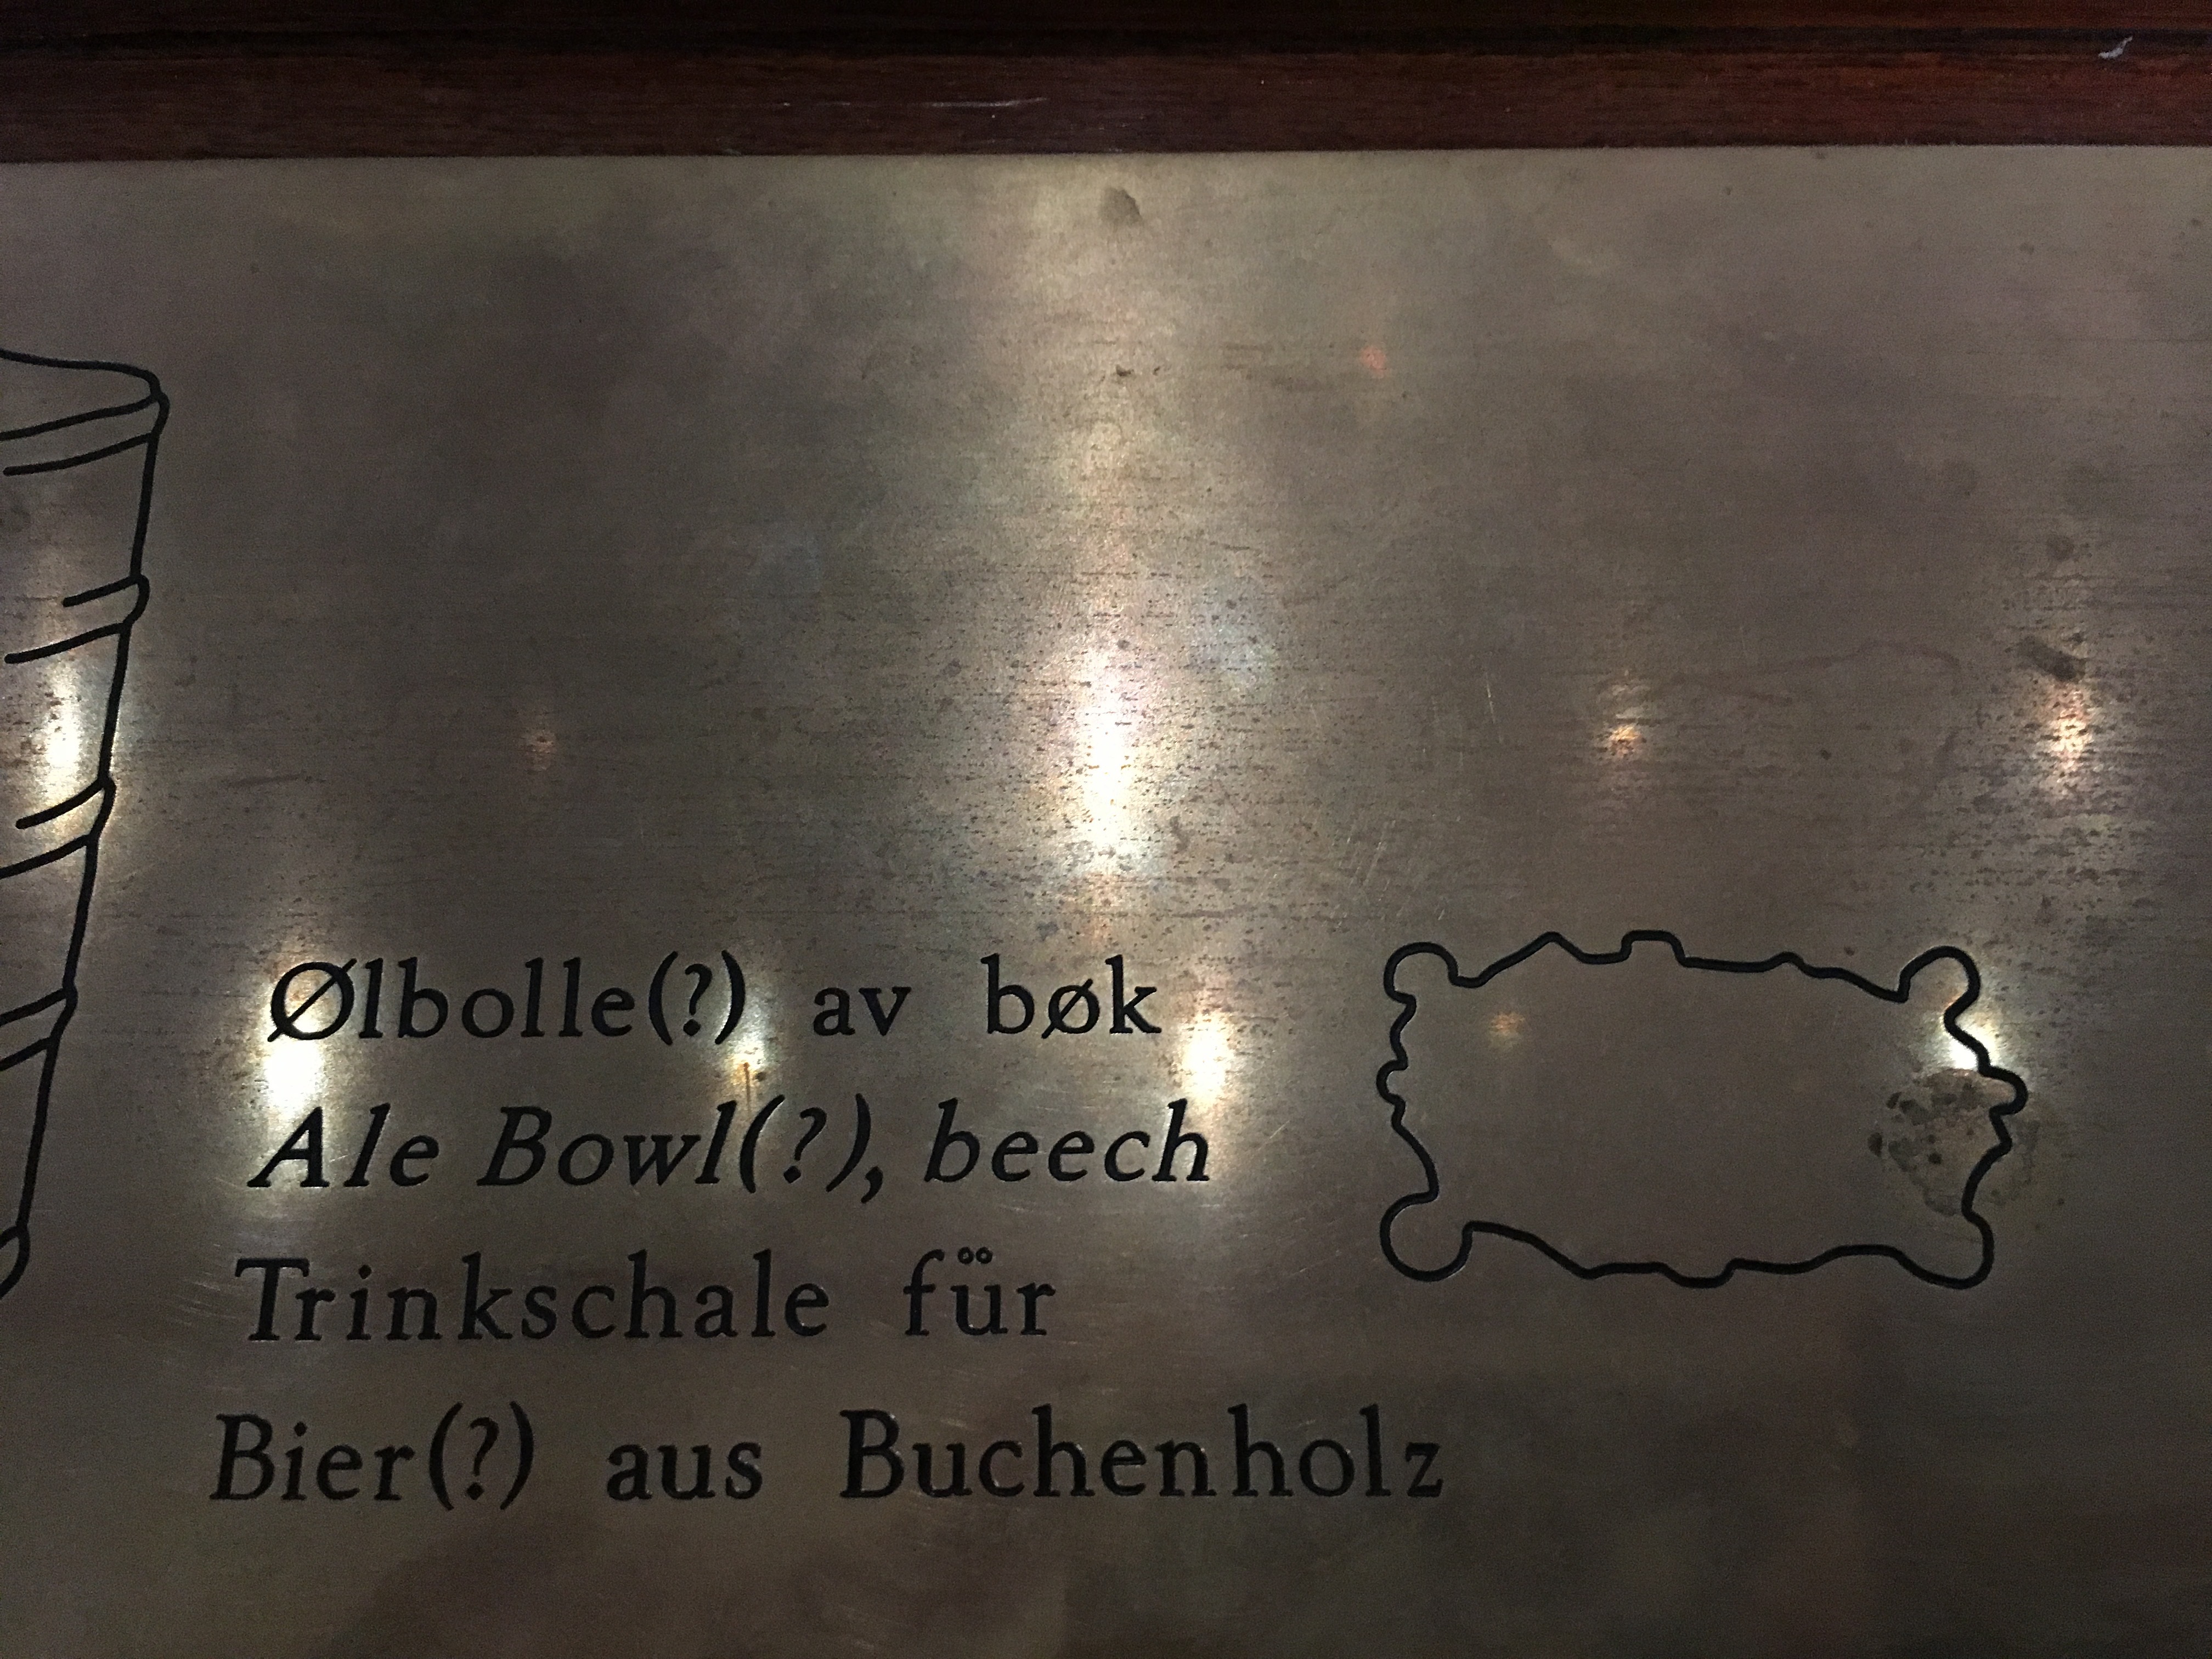 Ølbolle(?) av bøk
Ale Bowl(?), beech
Trinkschale für
Bier(?) aus Buchenholz